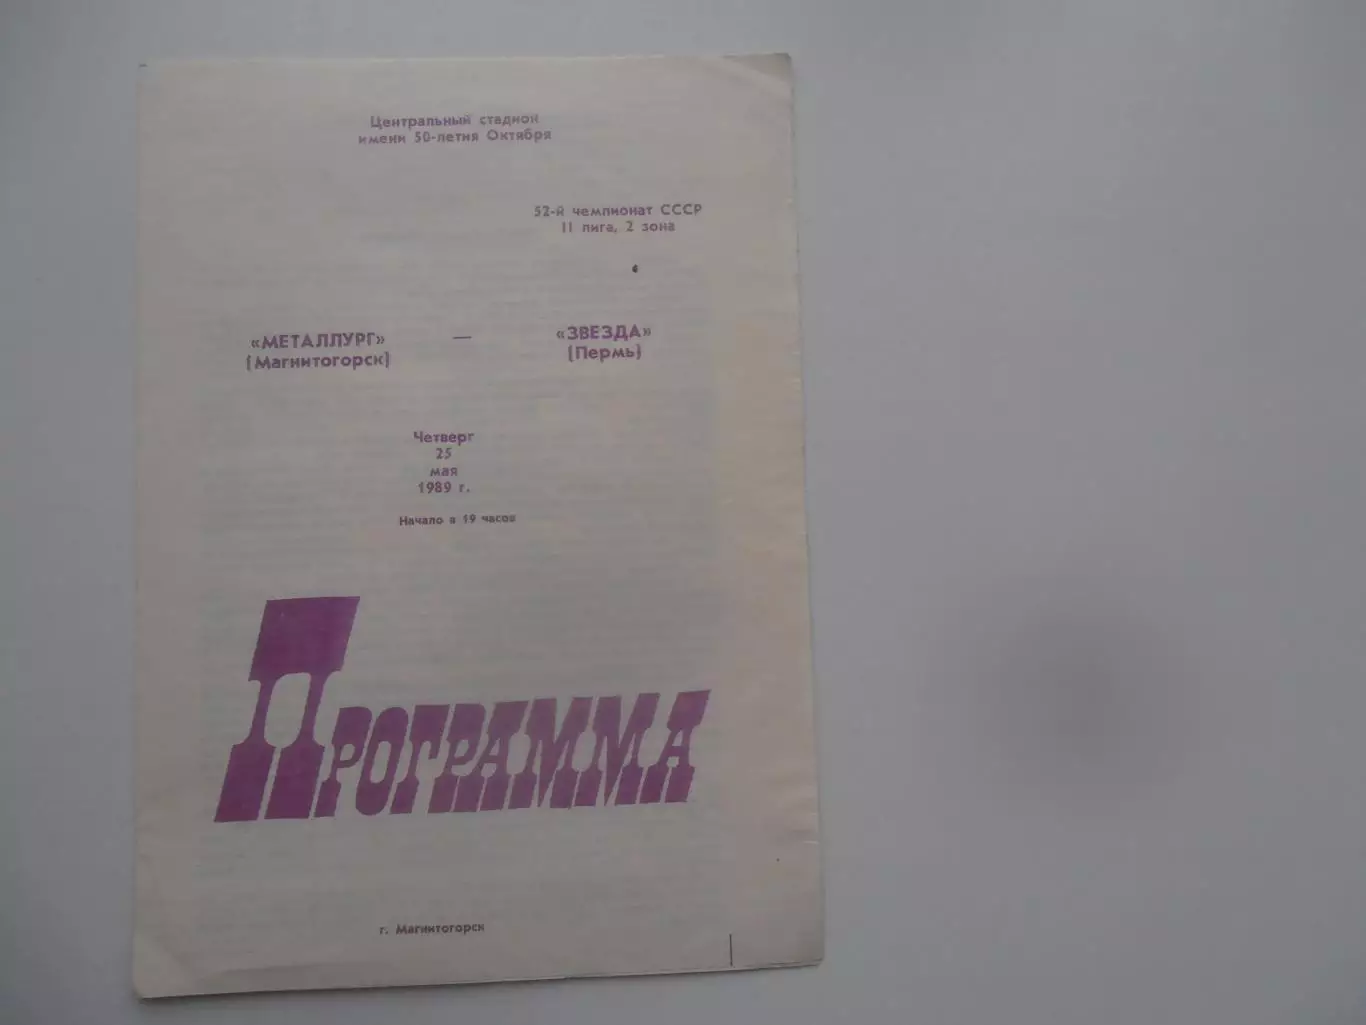 Центральный стадион
имени 50-летия Октября
52-й чемпионат СССР
II лига, 2 зона
«МЕТАЛЛУРГ» — «ЗВЕЗДА»
(Магнитогорск) (Пермь)
Четверг
25
мая
1989 г.
Начало в 19 часов
ПРОГРАММА
г. Магнитогорск